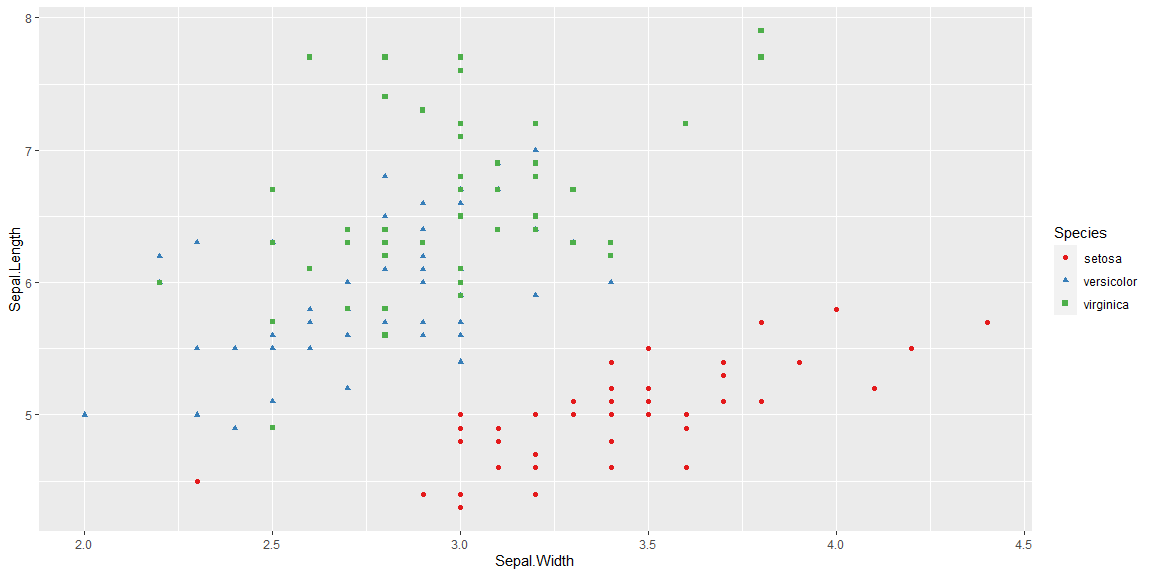 8
7
6
5
Sepal.Length
2.0 2.5 3.0 3.5 4.0 4.5
Sepal.Width
Species
setosa
versicolor
virginica